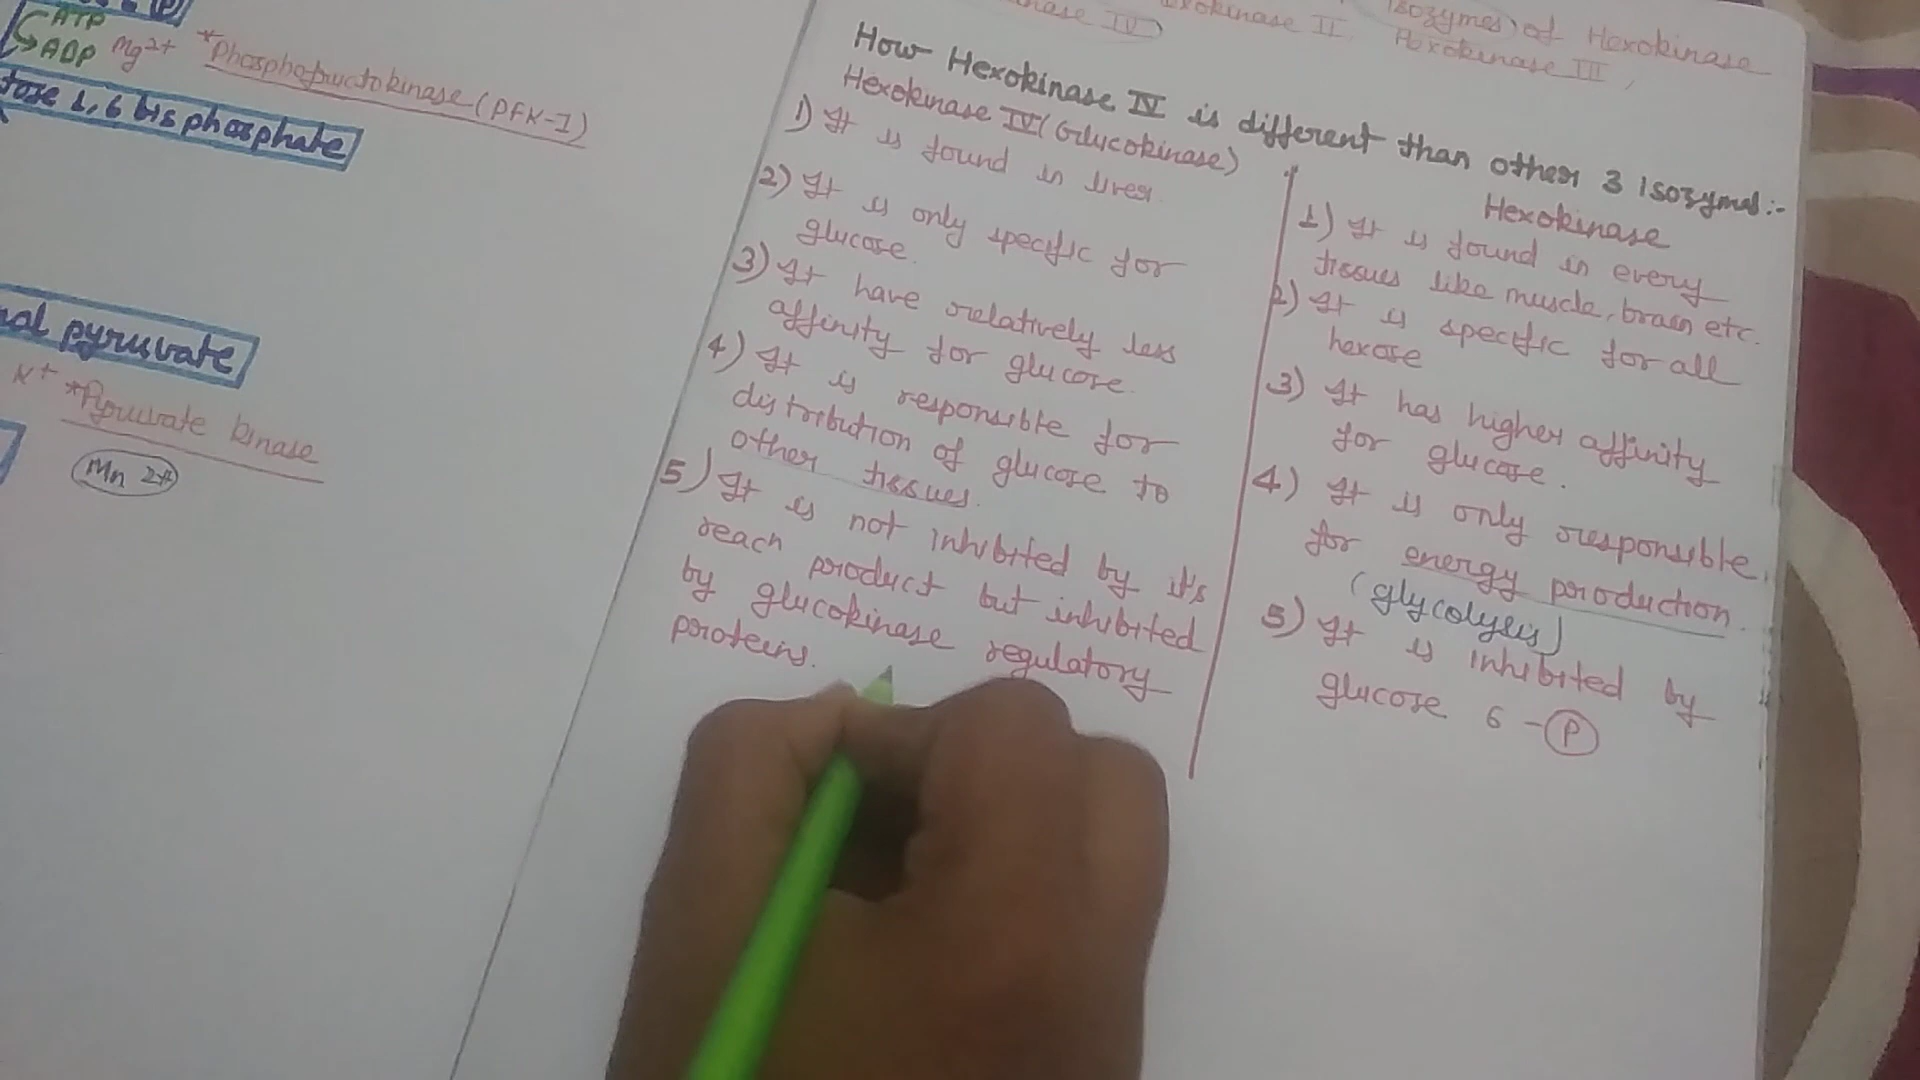 ATP
ADP Mg2+ *Phosphofructokinase (PFK-1)
tose 1,6 bisphosphate
pyruvate
K+ *Pyruvate kinase
Mn 2+
Isozymes) of Hexokinase
nase IV) exokinase II, Hexokinase III,
How Hexokinase IV is different than other 3 Isozymes:-
Hexokinase IV (Glucokinase)
1) It is found in liver.
2) It is only specific for
glucose.
3) It have relatively less
affinity for glucose.
4) It is responsible for
distribution of glucose to
other tissues.
5) It is not inhibited by it's
reach product but inhibited
by glucokinase regulatory
proteins.
Hexokinase
1) It is found in every
tissues like muscle, brain etc.
2) It is specific for all
hexose
3) It has higher affinity
for glucose.
4) It is only responsible
for energy production.
(glycolysis)
5) It is inhibited by
glucose 6 - P